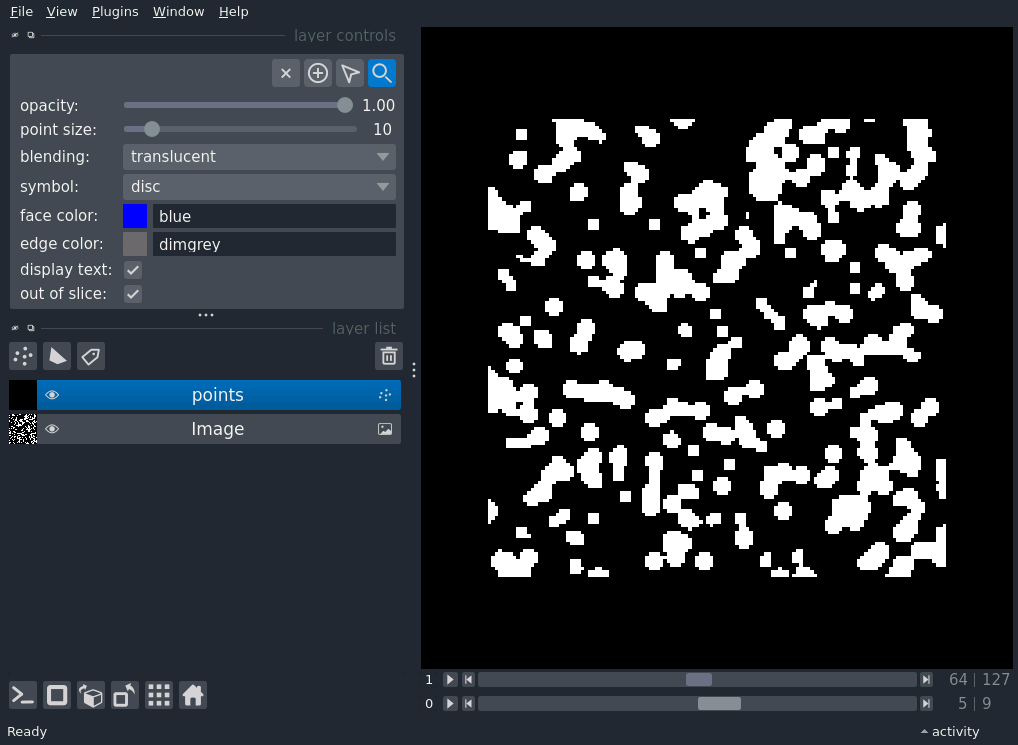 File View Plugins Window Help
layer controls
opacity: 1.00
point size: 10
blending: translucent
symbol: disc
face color: blue
edge color: dimgrey
display text:
out of slice:
layer list
points
Image
1 64 | 127
0 5 | 9
Ready activity